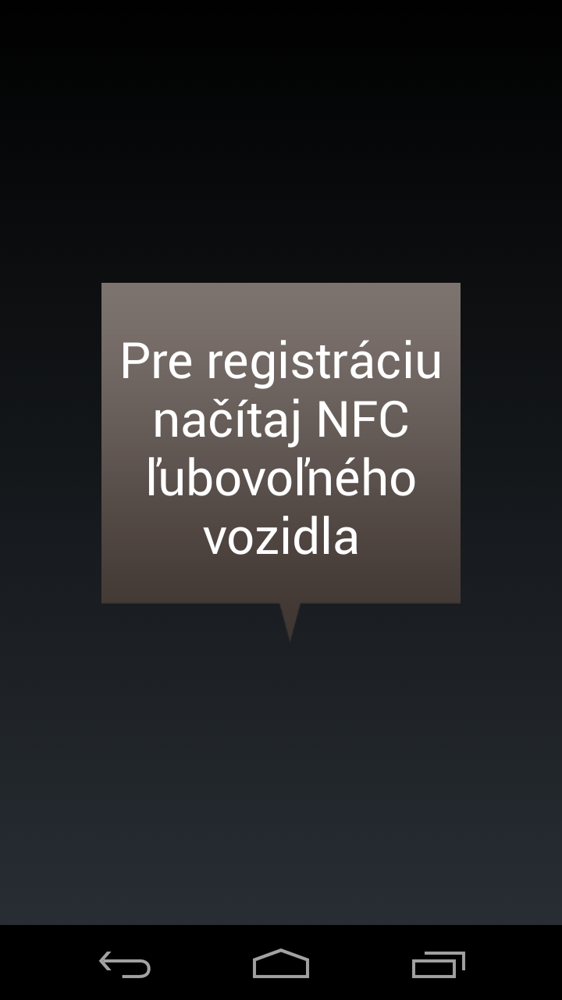 Pre registráciu
načítaj NFC
ľubovoľného
vozidla